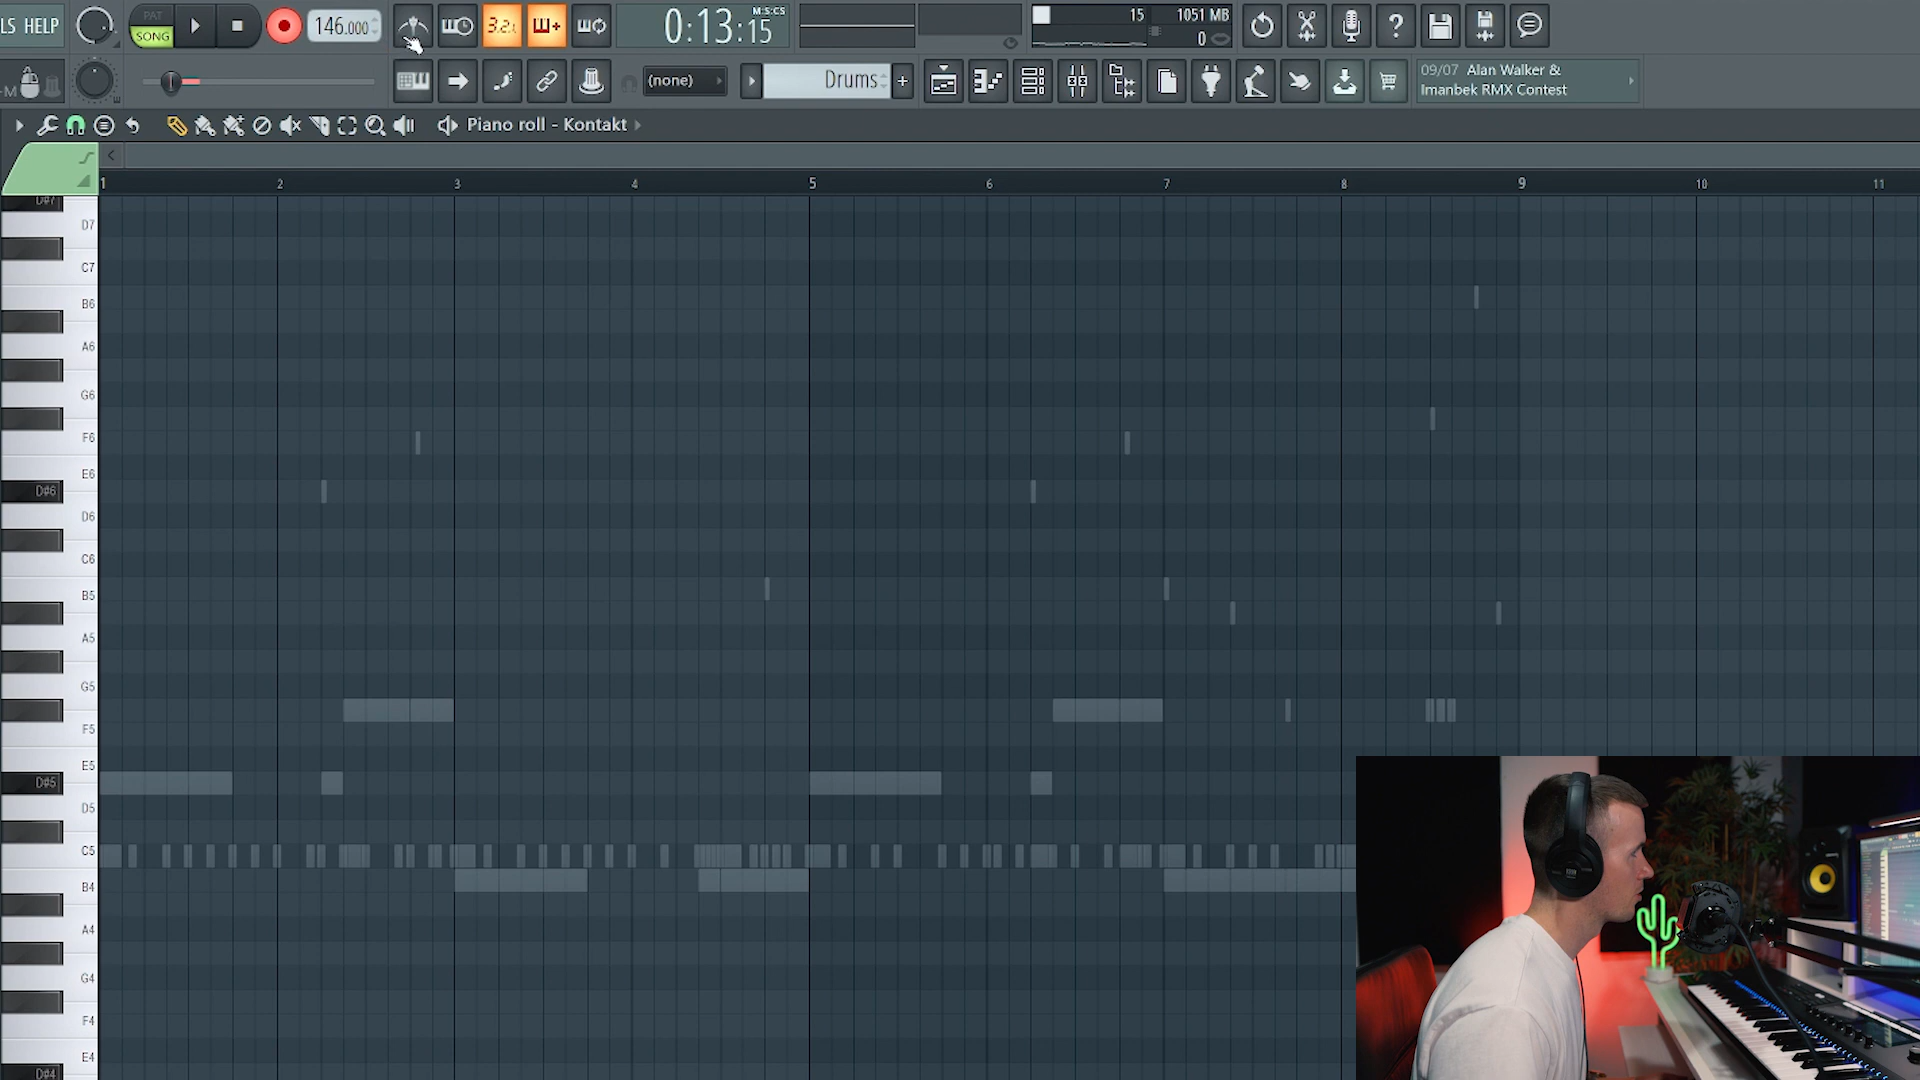 LS HELP
PAT
SONG
146.000
3.2.
0:13:15
M:S:CS
15
1051 MB
0
M
(none)
Drums
+
09/07 Alan Walker &
Imanbek RMX Contest
Piano roll - Kontakt
1 2 3 4 5 6 7 8 9 10 11
D#7
D7
C7
B6
A6
G6
F6
E6
D#6
D6
C6
B5
A5
G5
F5
E5
D#5
D5
C5
B4
A4
G4
F4
E4
D#4